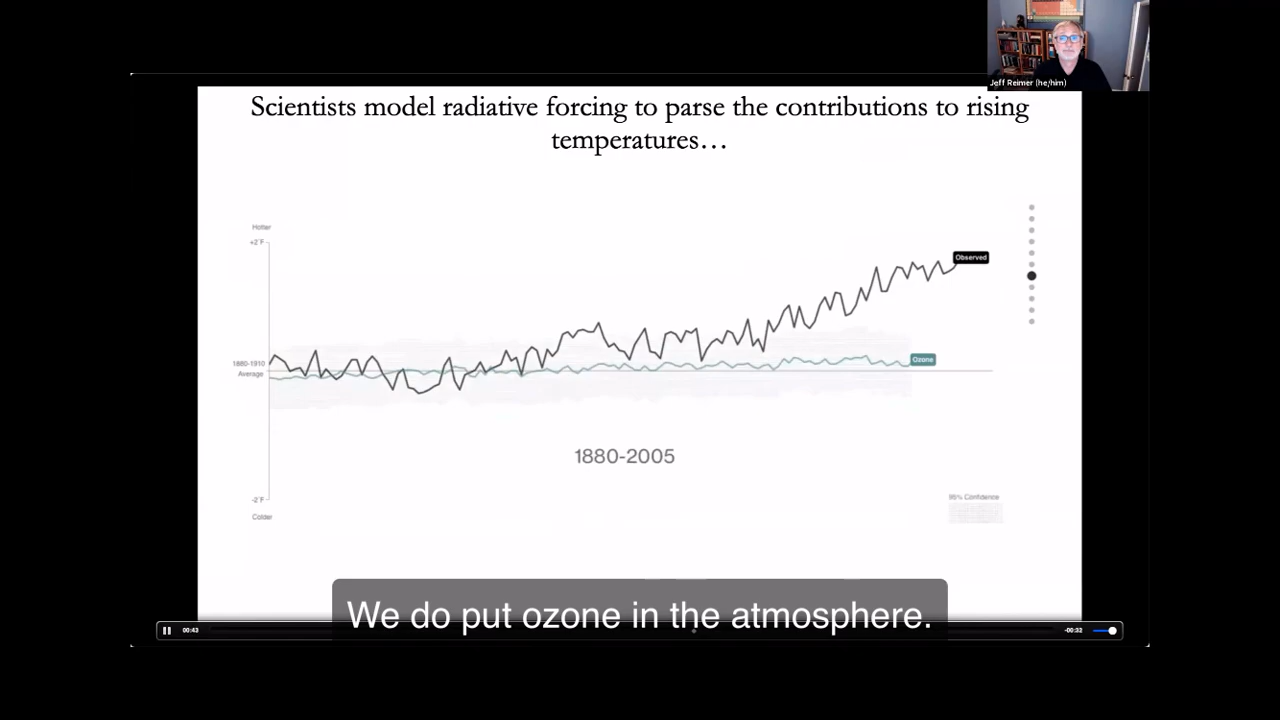 Jeff Reimer (he/him)
Scientists model radiative forcing to parse the contributions to rising
temperatures…
Hotter
+2°F
Observed
1880-1910
Average
Ozone
1880-2005
-2°F
Colder
95% Confidence
We do put ozone in the atmosphere.
00:43
-00:32